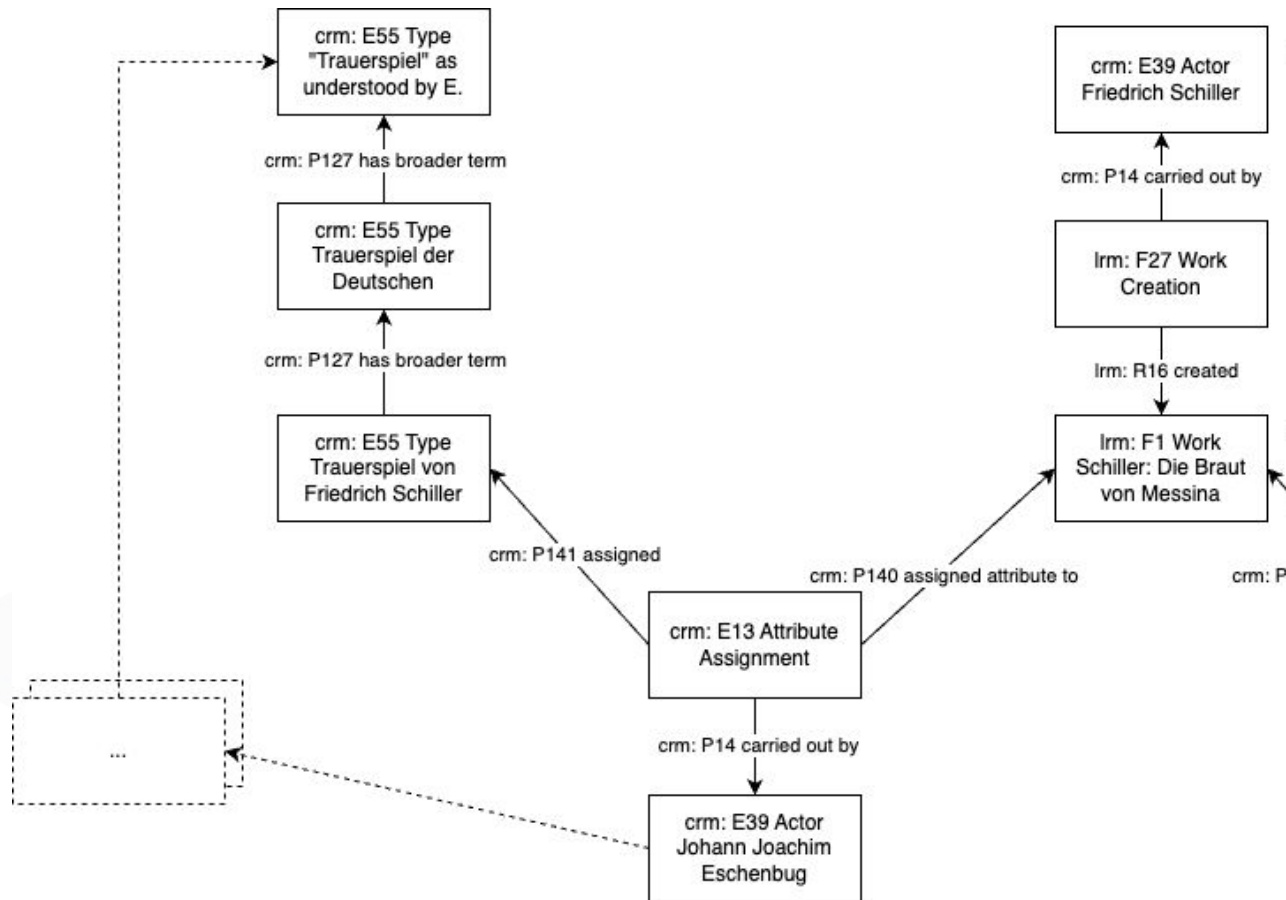 crm: E55 Type
"Trauerspiel" as
understood by E.
crm: P127 has broader term
crm: E55 Type
Trauerspiel der
Deutschen
crm: P127 has broader term
crm: E55 Type
Trauerspiel von
Friedrich Schiller
crm: E39 Actor
Friedrich Schiller
crm: P14 carried out by
lrm: F27 Work
Creation
lrm: R16 created
lrm: F1 Work
Schiller: Die Braut
von Messina
crm: P141 assigned
crm: P140 assigned attribute to
crm: P
crm: E13 Attribute
Assignment
...
crm: P14 carried out by
crm: E39 Actor
Johann Joachim
Eschenbug